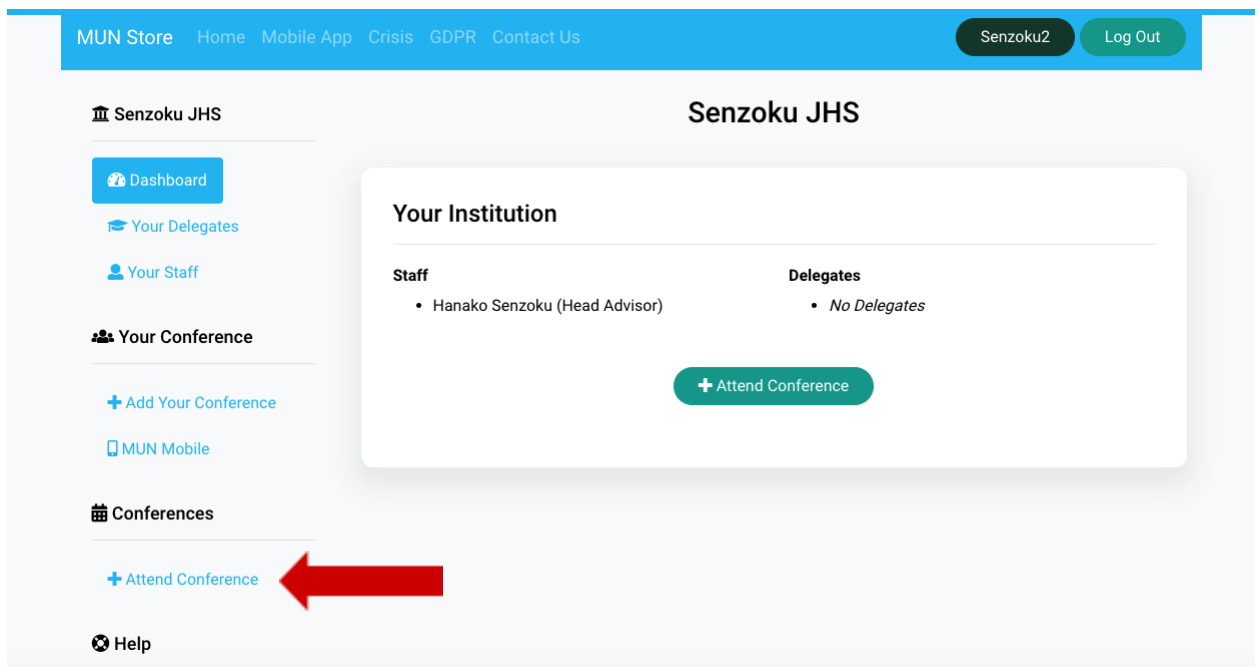 MUN Store Home Mobile App Crisis GDPR Contact Us Senzoku2 Log Out
Senzoku JHS
Dashboard
Your Delegates
Your Staff
Your Conference
Add Your Conference
MUN Mobile
Conferences
Attend Conference
Help
Senzoku JHS
Your Institution
Staff
• Hanako Senzoku (Head Advisor)
Delegates
• No Delegates
Attend Conference